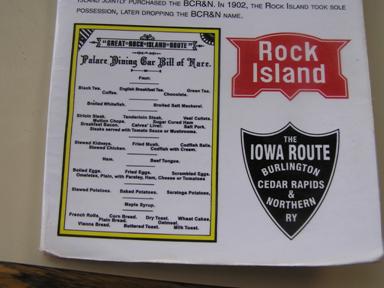 ISLAND JOINTLY PURCHASED THE BCR&N. IN 1902, THE ROCK ISLAND TOOK SOLE
POSSESSION, LATER DROPPING THE BCR&N NAME.
"GREAT ROCK ISLAND ROUTE"
Palace Dining Car Bill of Fare.
Black Tea. English Breakfast Tea. Green Tea.
Coffee. Chocolate.
Broiled Whitefish. Broiled Salt Mackerel.
Sirloin Steak. Tenderloin Steak. Veal Cutlets.
Mutton Chops. Sugar Cured Ham
Breakfast Bacon. Calves' Liver. Salt Pork.
Steaks served with Tomato Sauce or Mushrooms.
Stewed Kidneys. Fried Mush. Codfish Balls.
Stewed Chicken. Codfish with Cream.
Ham. Beef Tongue.
Boiled Eggs. Fried Eggs. Scrambled Eggs.
Omelettes, Plain, with Parsley, Ham, Cheese or Tomatoes
Stewed Potatoes. Baked Potatoes. Saratoga Potatoes.
Maple Syrup.
French Rolls. Corn Bread. Dry Toast. Wheat Cakes.
Plain Bread. Oatmeal.
Vienna Bread. Buttered Toast. Milk Toast.
Rock
Island
THE
IOWA ROUTE
BURLINGTON
CEDAR RAPIDS
&
NORTHERN
RY